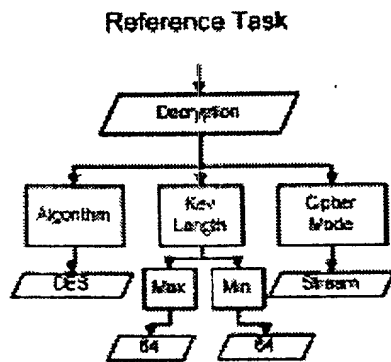 Reference Task
Decryption
Algorithm
Key
Length
Cipher
Mode
DES
Max
Min
Stream
64
64